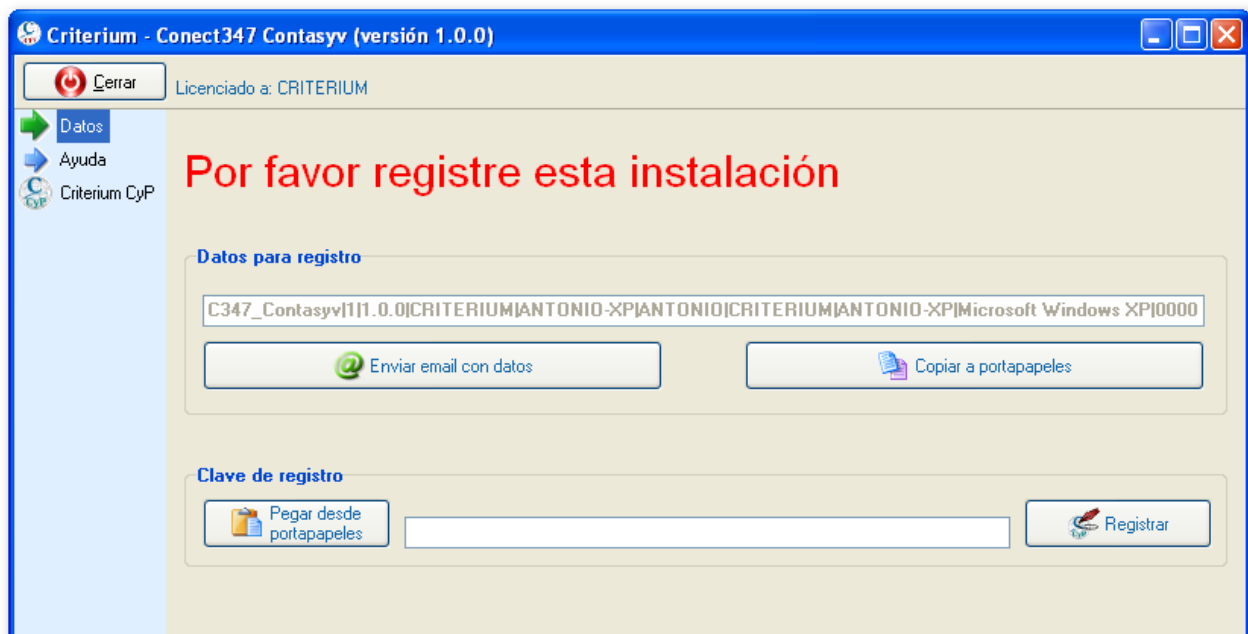 Criterium - Conect347 Contasyv (versión 1.0.0)
Cerrar
Licenciado a: CRITERIUM
Datos
Ayuda
Criterium CyP
Por favor registre esta instalación
Datos para registro
C347_Contasyv|1|1.0.0|CRITERIUM|ANTONIO-XP|ANTONIO|CRITERIUM|ANTONIO-XP|Microsoft Windows XP|0000
Enviar email con datos
Copiar a portapapeles
Clave de registro
Pegar desde
portapapeles
Registrar